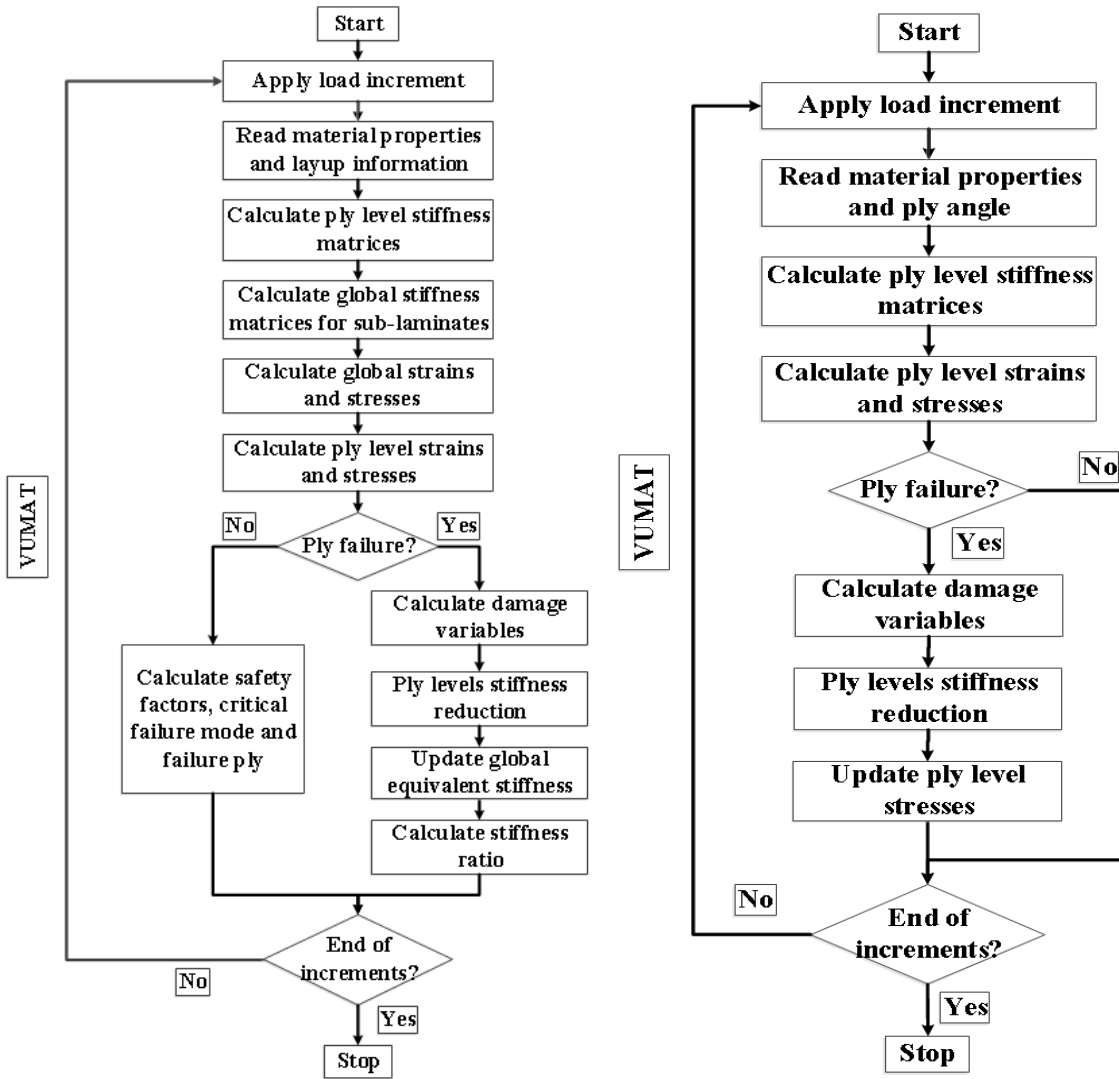 Start
Apply load increment
Read material properties
and layup information
Calculate ply level stiffness
matrices
Calculate global stiffness
matrices for sub-laminates
Calculate global strains
and stresses
Calculate ply level strains
and stresses
VUMAT
No
Yes
Ply failure?
Calculate damage
variables
Calculate safety
factors, critical
failure mode and
failure ply
Ply levels stiffness
reduction
Update global
equivalent stiffness
Calculate stiffness
ratio
End of
increments?
No
Yes
Stop
Start
Apply load increment
Read material properties
and ply angle
Calculate ply level stiffness
matrices
Calculate ply level strains
and stresses
VUMAT
No
Ply failure?
Yes
Calculate damage
variables
Ply levels stiffness
reduction
Update ply level
stresses
No
End of
increments?
Yes
Stop